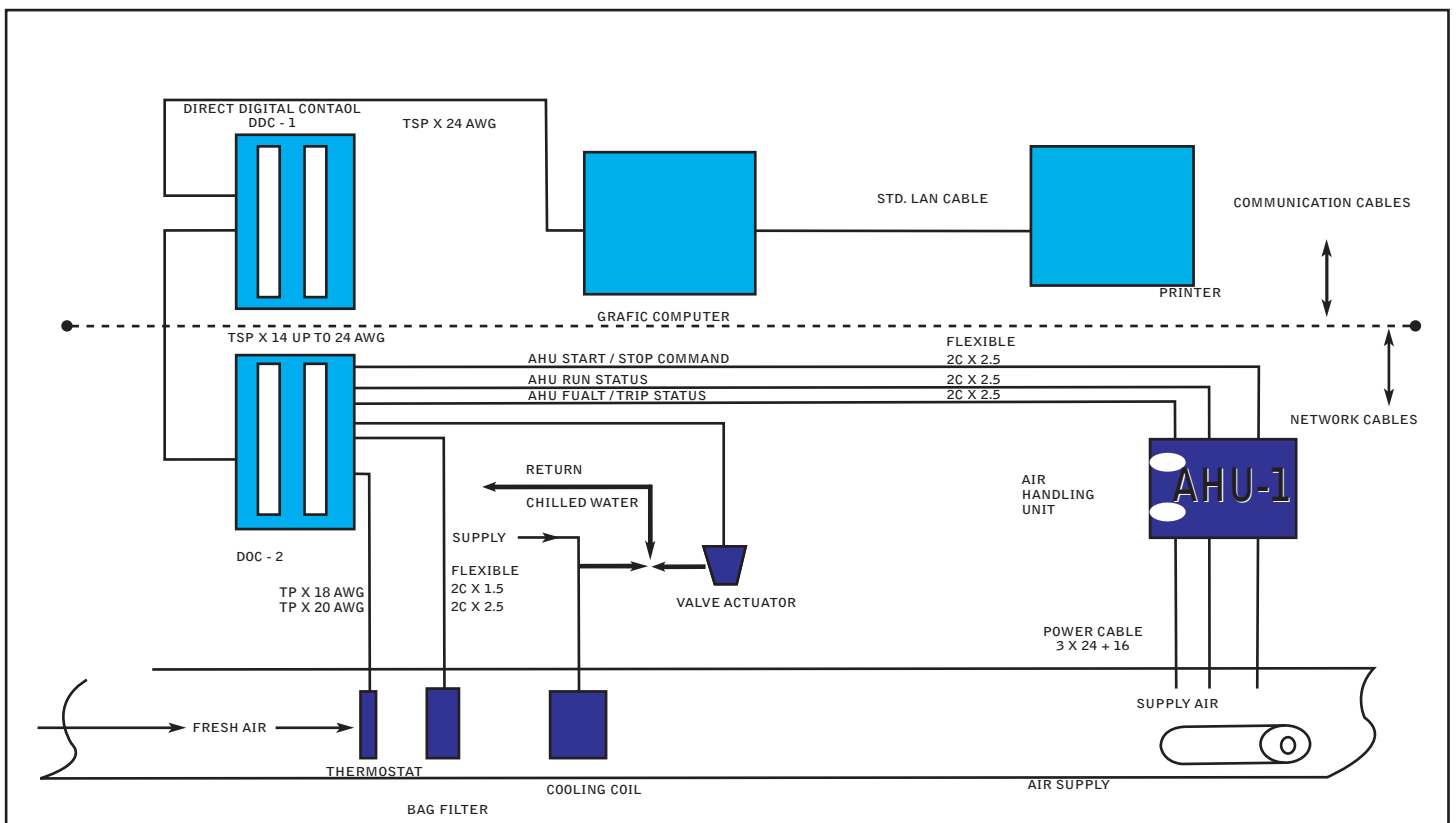 DIRECT DIGITAL CONTAOL
DDC - 1
TSP X 24 AWG
STD. LAN CABLE
COMMUNICATION CABLES
PRINTER
GRAFIC COMPUTER
TSP X 14 UP TO 24 AWG
FLEXIBLE
AHU START / STOP COMMAND
2C X 2.5
AHU RUN STATUS
2C X 2.5
AHU FUALT / TRIP STATUS
2C X 2.5
NETWORK CABLES
RETURN
CHILLED WATER
AIR
HANDLING
UNIT
AHU-1
SUPPLY
DOC - 2
FLEXIBLE
2C X 1.5
2C X 2.5
TP X 18 AWG
TP X 20 AWG
VALVE ACTUATOR
POWER CABLE
3 X 24 + 16
SUPPLY AIR
FRESH AIR
THERMOSTAT
COOLING COIL
AIR SUPPLY
BAG FILTER